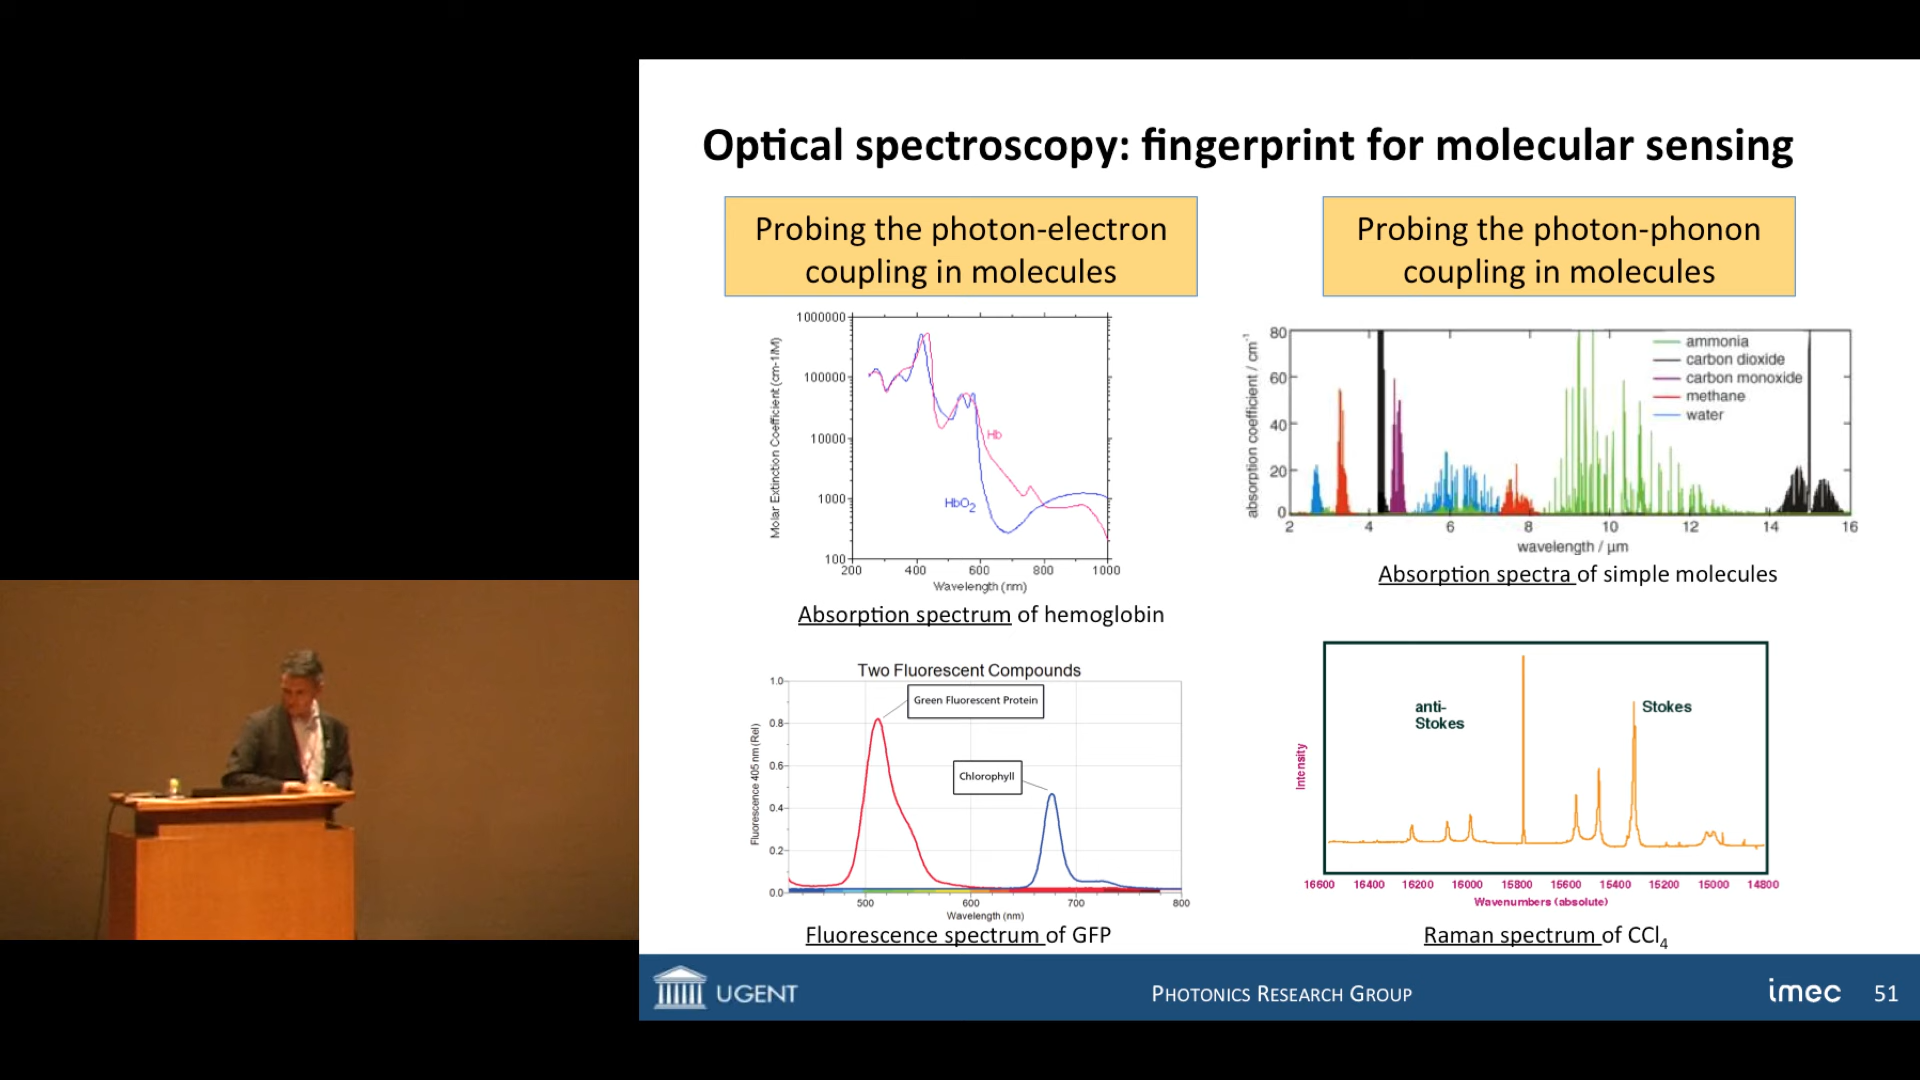 Optical spectroscopy: fingerprint for molecular sensing
Probing the photon-electron
coupling in molecules
Probing the photon-phonon
coupling in molecules
1000000
100000
10000
1000
100
Molar Extinction Coefficient (cm-1/M)
Hb
HbO2
200 400 600 800 1000
Wavelength (nm)
Absorption spectrum of hemoglobin
80
60
40
20
0
absorption coefficient / cm-1
ammonia
carbon dioxide
carbon monoxide
methane
water
2 4 6 8 10 12 14 16
wavelength / µm
Absorption spectra of simple molecules
Two Fluorescent Compounds
1.0
0.8
0.6
0.4
0.2
0.0
Fluorescence 405 nm (Rel)
Green Fluorescent Protein
Chlorophyll
500 600 700 800
Wavelength (nm)
Fluorescence spectrum of GFP
Intensity
anti-
Stokes
Stokes
16600 16400 16200 16000 15800 15600 15400 15200 15000 14800
Wavenumbers (absolute)
Raman spectrum of CCl4
UGENT
PHOTONICS RESEARCH GROUP
imec
51